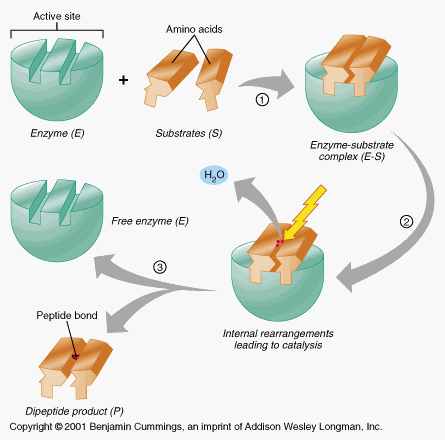 Active site
Amino acids
+
Enzyme (E)
Substrates (S)
1
Enzyme-substrate
complex (E-S)
H₂O
2
Free enzyme (E)
3
Internal rearrangements
leading to catalysis
Peptide bond
Dipeptide product (P)
Copyright © 2001 Benjamin Cummings, an imprint of Addison Wesley Longman, Inc.